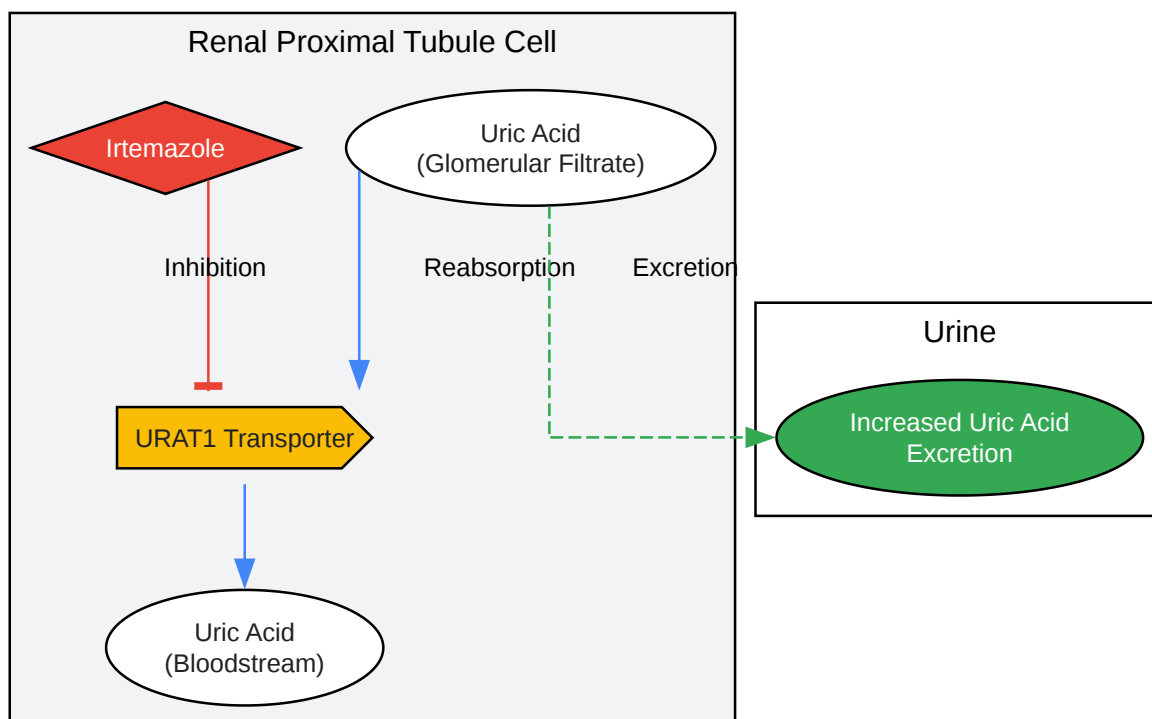 Renal Proximal Tubule Cell
Irtemazole
Uric Acid
(Glomerular Filtrate)
Inhibition
Reabsorption
Excretion
Urine
URAT1 Transporter
Increased Uric Acid
Excretion
Uric Acid
(Bloodstream)